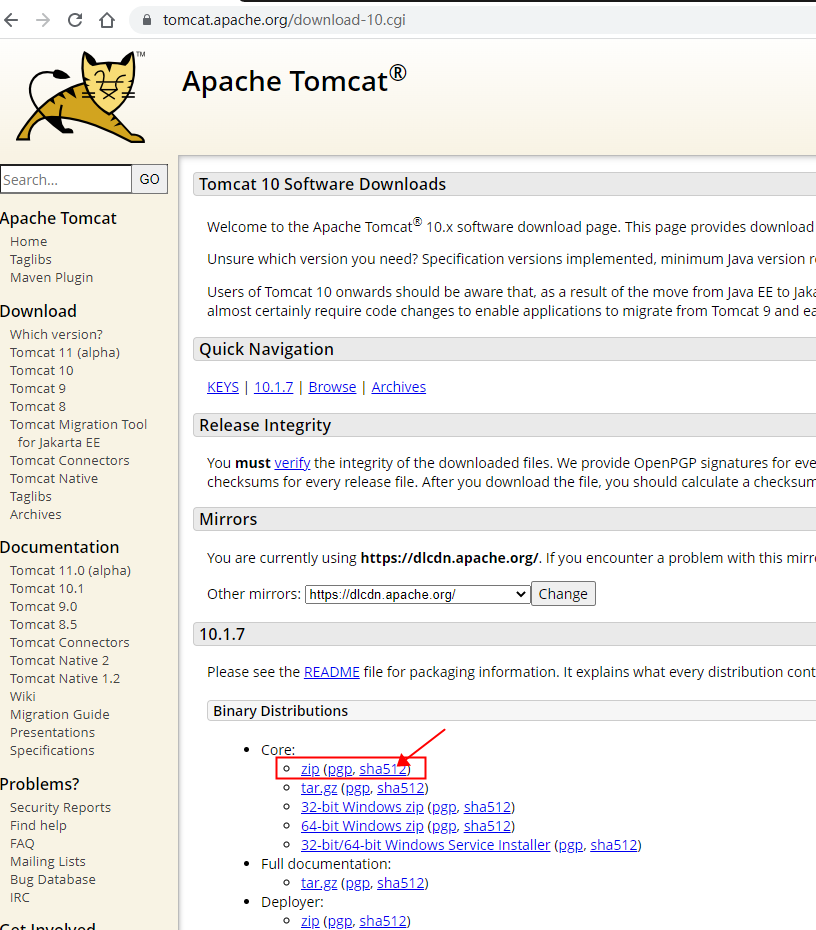 tomcat.apache.org/download-10.cgi
TM
Apache Tomcat®
Search...
GO
Apache Tomcat
Home
Taglibs
Maven Plugin
Download
Which version?
Tomcat 11 (alpha)
Tomcat 10
Tomcat 9
Tomcat 8
Tomcat Migration Tool
for Jakarta EE
Tomcat Connectors
Tomcat Native
Taglibs
Archives
Documentation
Tomcat 11.0 (alpha)
Tomcat 10.1
Tomcat 9.0
Tomcat 8.5
Tomcat Connectors
Tomcat Native 2
Tomcat Native 1.2
Wiki
Migration Guide
Presentations
Specifications
Problems?
Security Reports
Find help
FAQ
Mailing Lists
Bug Database
IRC
Get Involved
Tomcat 10 Software Downloads
Welcome to the Apache Tomcat® 10.x software download page. This page provides download
Unsure which version you need? Specification versions implemented, minimum Java version
Users of Tomcat 10 onwards should be aware that, as a result of the move from Java EE to
almost certainly require code changes to enable applications to migrate from Tomcat 9 and
Quick Navigation
KEYS | 10.1.7 | Browse | Archives
Release Integrity
You must verify the integrity of the downloaded files. We provide OpenPGP signatures for
checksums for every release file. After you download the file, you should calculate a checksum
Mirrors
You are currently using https://dlcdn.apache.org/. If you encounter a problem with this
Other mirrors: https://dlcdn.apache.org/ Change
10.1.7
Please see the README file for packaging information. It explains what every distribution
Binary Distributions
Core:
zip (pgp, sha512)
tar.gz (pgp, sha512)
32-bit Windows zip (pgp, sha512)
64-bit Windows zip (pgp, sha512)
32-bit/64-bit Windows Service Installer (pgp, sha512)
Full documentation:
tar.gz (pgp, sha512)
Deployer:
zip (pgp, sha512)